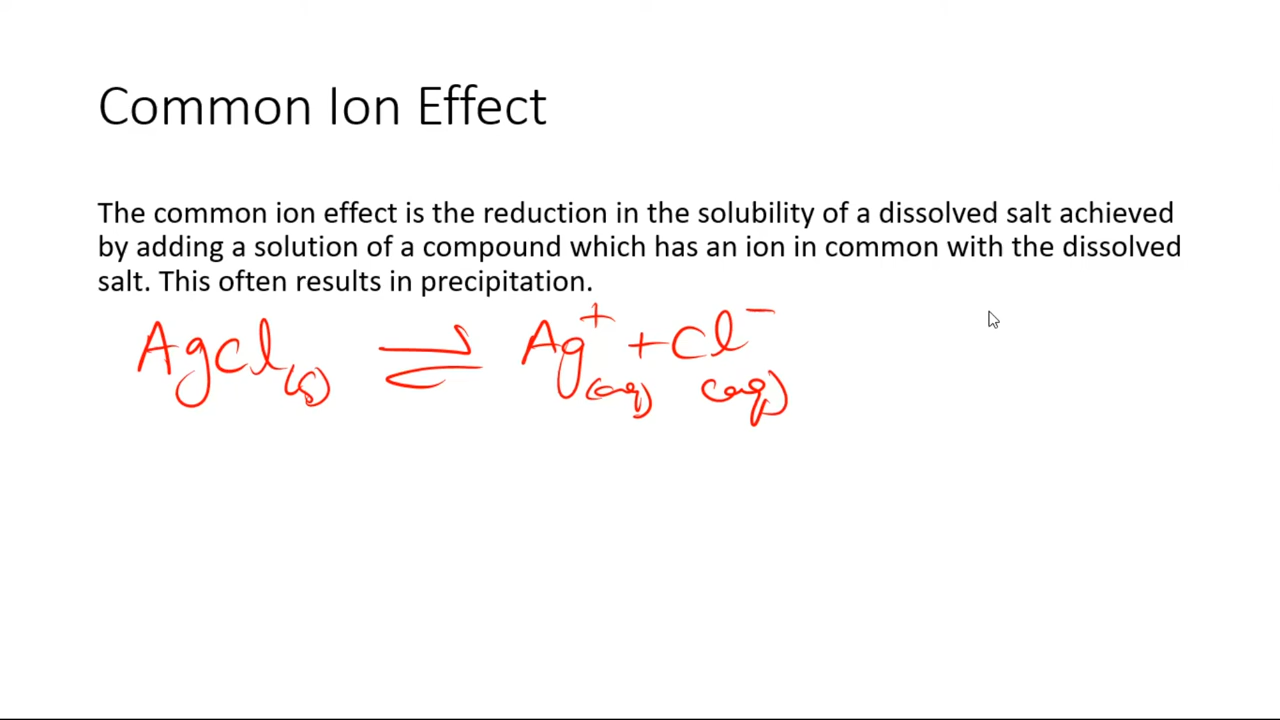 Common Ion Effect
The common ion effect is the reduction in the solubility of a dissolved salt achieved
by adding a solution of a compound which has an ion in common with the dissolved
salt. This often results in precipitation.
AgCl(s) ⇌ Ag+(aq) + Cl−(aq)